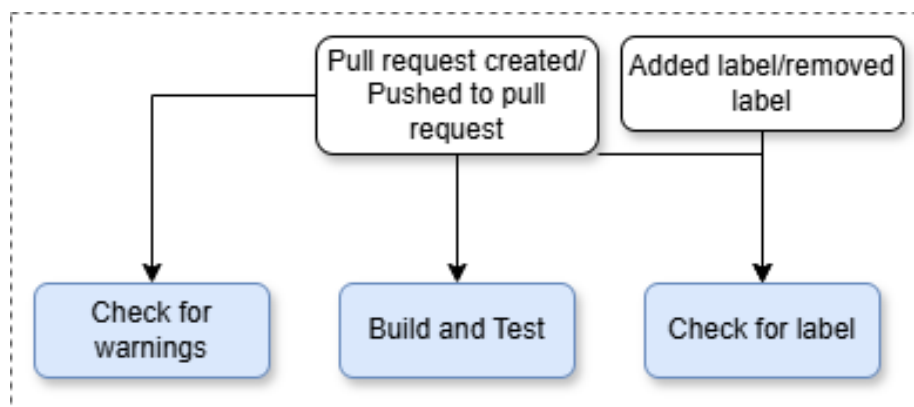 Pull request created/
Pushed to pull
request
Added label/removed
label
Check for
warnings
Build and Test
Check for label